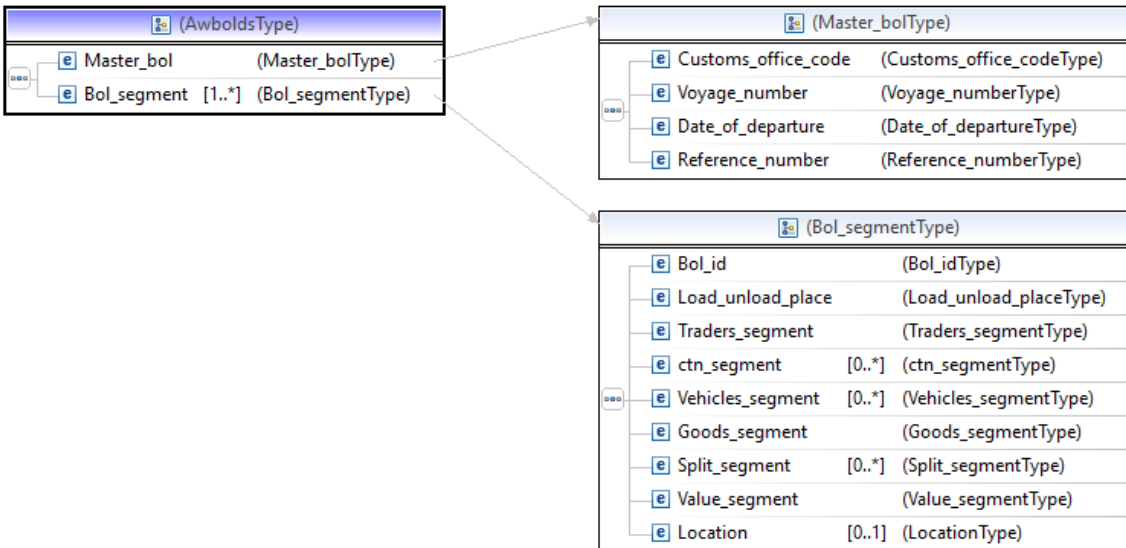 (AwboldsType)
Master_bol (Master_bolType)
Bol_segment [1..*] (Bol_segmentType)
(Master_bolType)
Customs_office_code (Customs_office_codeType)
Voyage_number (Voyage_numberType)
Date_of_departure (Date_of_departureType)
Reference_number (Reference_numberType)
(Bol_segmentType)
Bol_id (Bol_idType)
Load_unload_place (Load_unload_placeType)
Traders_segment (Traders_segmentType)
ctn_segment [0..*] (ctn_segmentType)
Vehicles_segment [0..*] (Vehicles_segmentType)
Goods_segment (Goods_segmentType)
Split_segment [0..*] (Split_segmentType)
Value_segment (Value_segmentType)
Location [0..1] (LocationType)